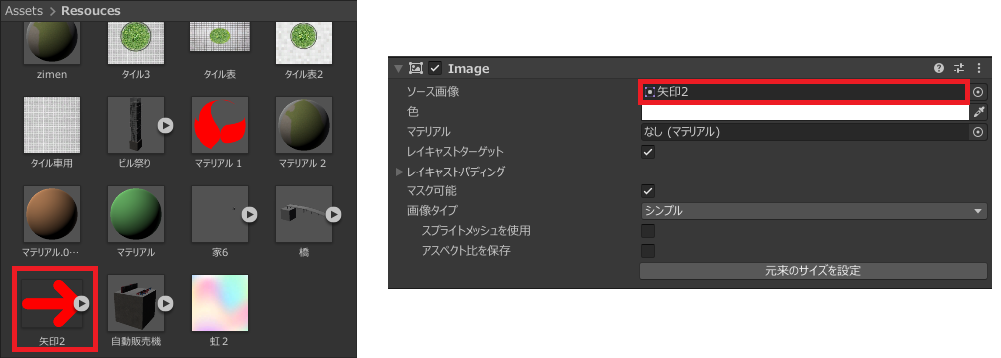 Assets > Resouces
zimen
タイル3
タイル表
タイル表2
タイル車用
ビル祭り
マテリアル 1
マテリアル 2
マテリアル.0…
マテリアル
家6
橋
矢印2
自動販売機
虹 2
Image
ソース画像
矢印2
色
マテリアル
なし (マテリアル)
レイキャストターゲット
レイキャストパディング
マスク可能
画像タイプ
シンプル
スプライトメッシュを使用
アスペクト比を保存
元来のサイズを設定